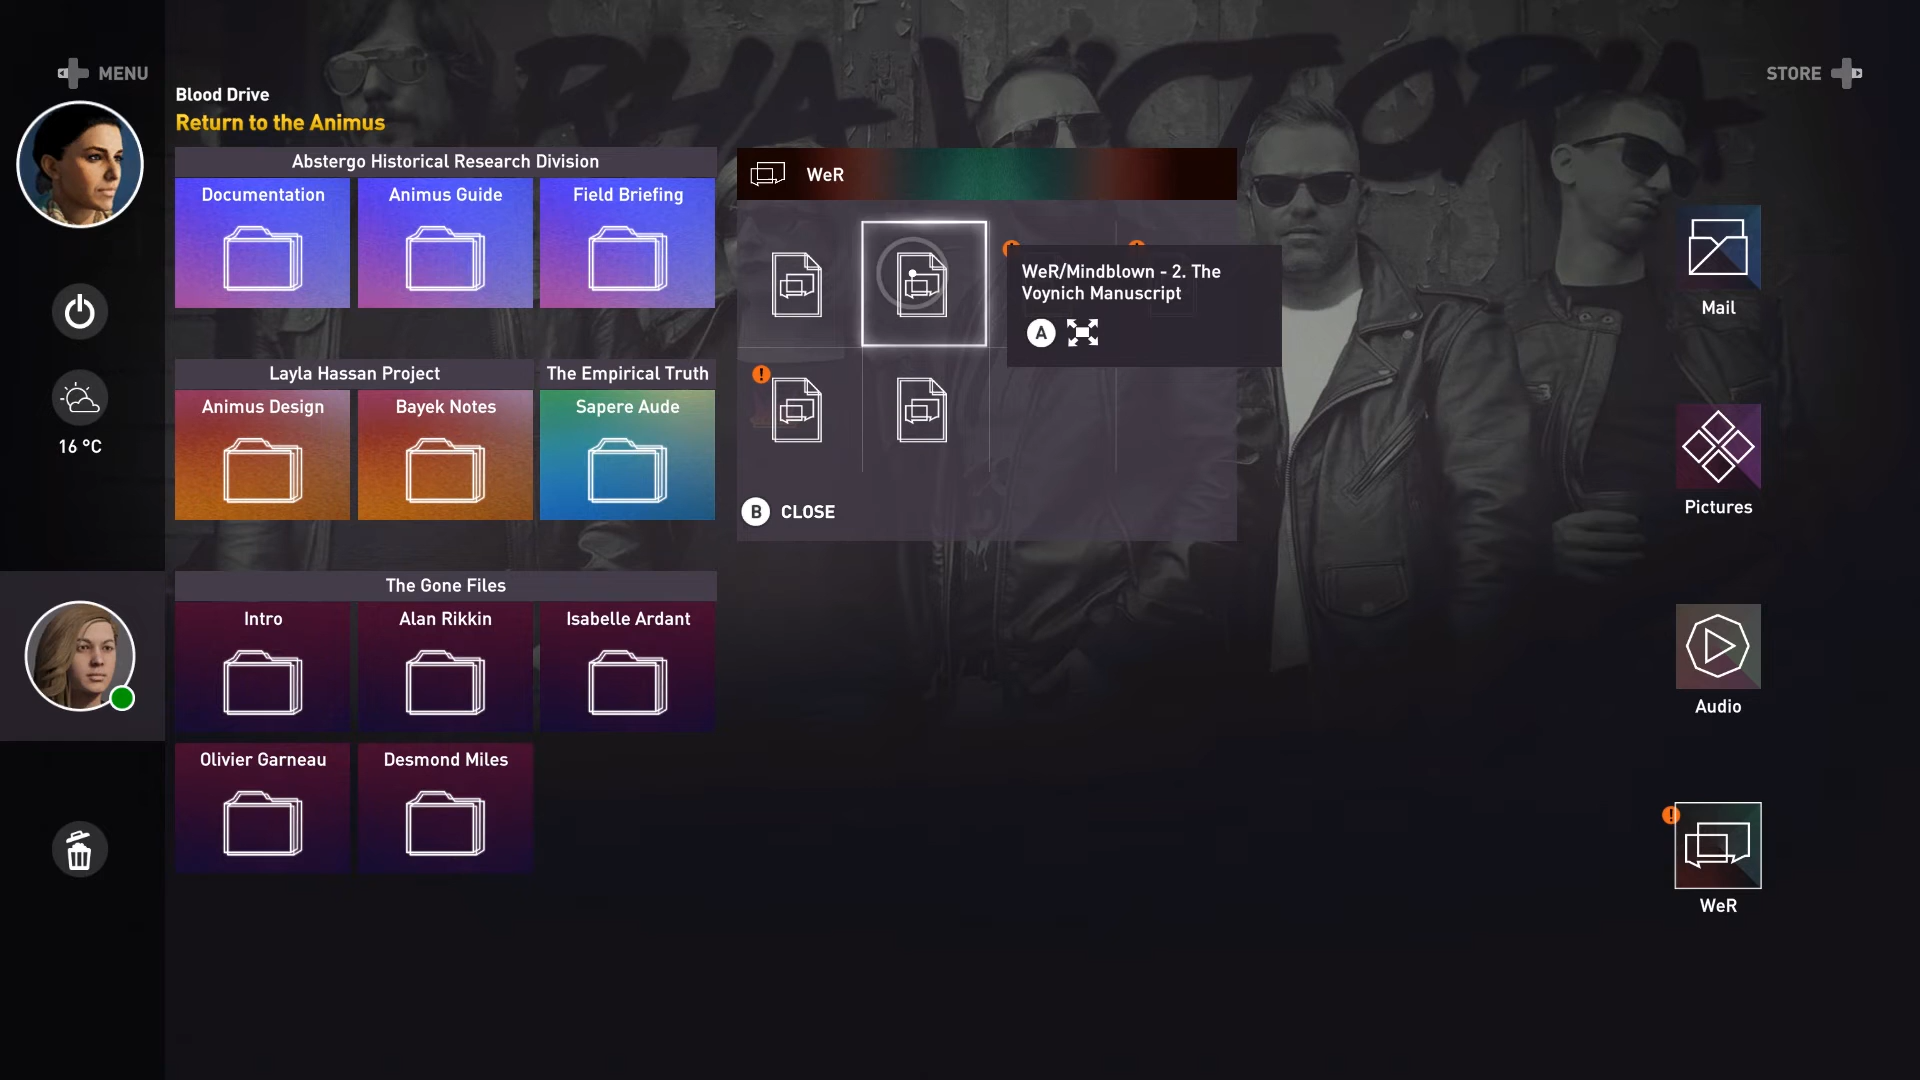 MENU
STORE
Blood Drive
Return to the Animus
Abstergo Historical Research Division
Documentation
Animus Guide
Field Briefing
WeR
WeR/Mindblown - 2. The
Voynich Manuscript
A
Mail
16 °C
Layla Hassan Project
The Empirical Truth
Animus Design
Bayek Notes
Sapere Aude
B CLOSE
Pictures
The Gone Files
Intro
Alan Rikkin
Isabelle Ardant
Audio
Olivier Garneau
Desmond Miles
WeR